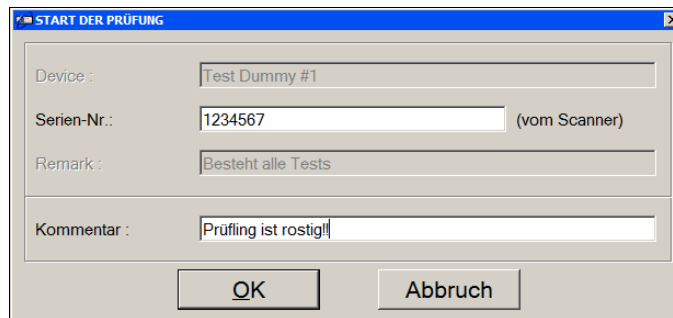 START DER PRÜFUNG
Device : Test Dummy #1
Serien-Nr.: 1234567 (vom Scanner)
Remark : Besteht alle Tests
Kommentar : Prüfling ist rostig!!
OK Abbruch